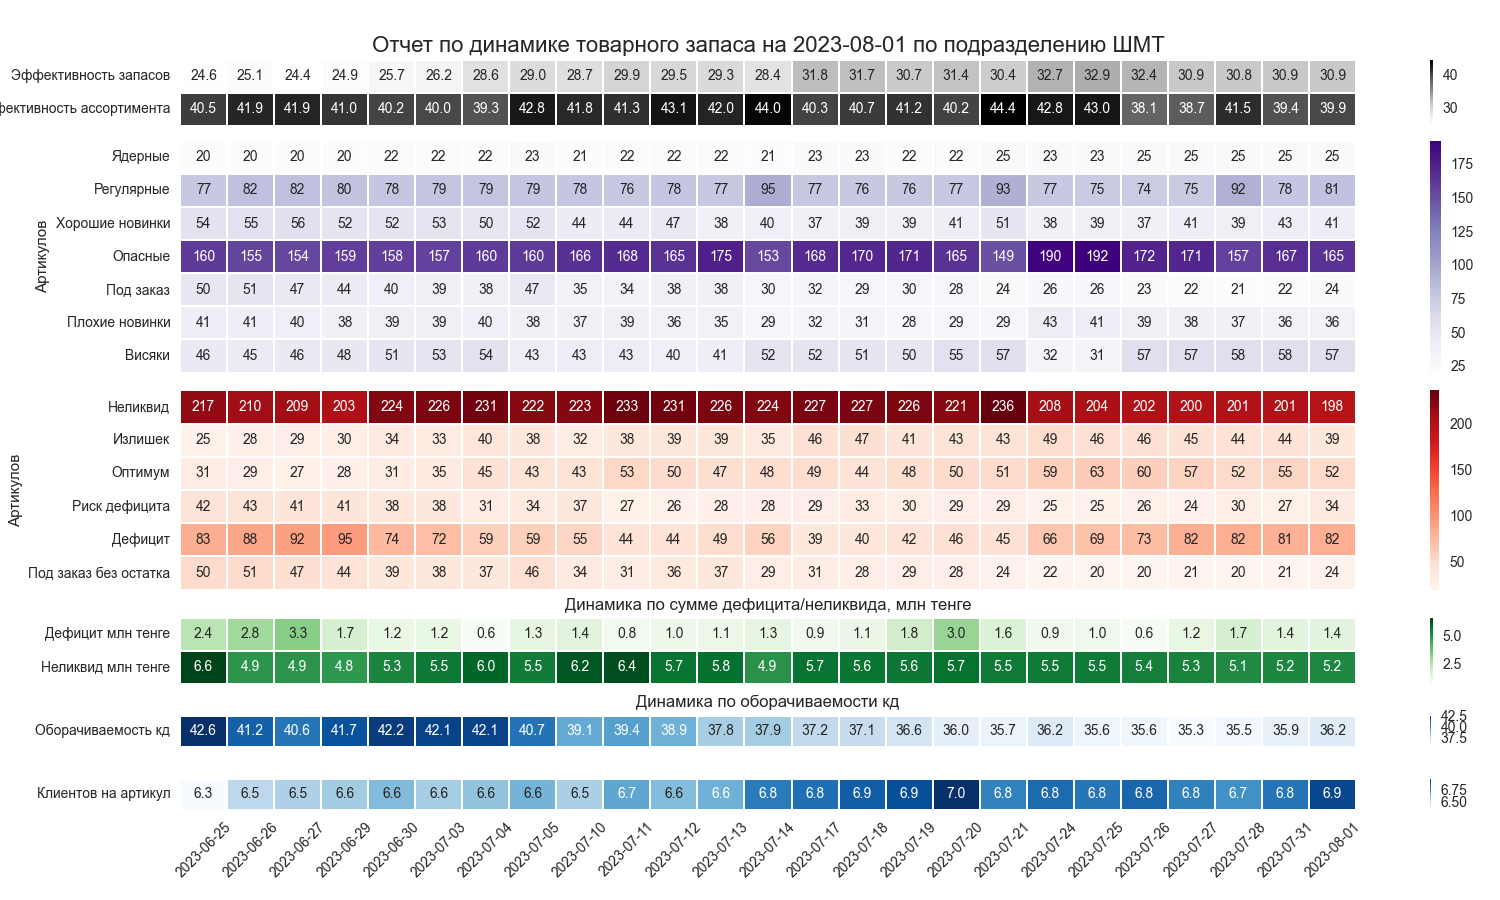 Отчет по динамике товарного запаса на 2023-08-01 по подразделению ШМТ
Эффективность запасов 24.6 25.1 24.4 24.9 25.7 26.2 28.6 29.0 28.7 29.9 29.5 29.3 28.4 31.8 31.7 30.7 31.4 30.4 32.7 32.9 32.4 30.9 30.8 30.9 30.9
фективность ассортимента 40.5 41.9 41.9 41.0 40.2 40.0 39.3 42.8 41.8 41.3 43.1 42.0 44.0 40.3 40.7 41.2 40.2 44.4 42.8 43.0 38.1 38.7 41.5 39.4 39.9
40
30
Артикулов
Ядерные 20 20 20 20 22 22 22 23 21 22 22 22 21 23 23 22 22 25 23 23 25 25 25 25 25
Регулярные 77 82 82 80 78 79 79 79 78 76 78 77 95 77 76 76 77 93 77 75 74 75 92 78 81
Хорошие новинки 54 55 56 52 52 53 50 52 44 44 47 38 40 37 39 39 41 51 38 39 37 41 39 43 41
Опасные 160 155 154 159 158 157 160 160 166 168 165 175 153 168 170 171 165 149 190 192 172 171 157 167 165
Под заказ 50 51 47 44 40 39 38 47 35 34 38 38 30 32 29 30 28 24 26 26 23 22 21 22 24
Плохие новинки 41 41 40 38 39 39 40 38 37 39 36 35 29 32 31 28 29 29 43 41 39 38 37 36 36
Висяки 46 45 46 48 51 53 54 43 43 43 40 41 52 52 51 50 55 57 32 31 57 57 58 58 57
175
150
125
100
75
50
25
Артикулов
Неликвид 217 210 209 203 224 226 231 222 223 233 231 226 224 227 227 226 221 236 208 204 202 200 201 201 198
Излишек 25 28 29 30 34 33 40 38 32 38 39 39 35 46 47 41 43 43 49 46 46 45 44 44 39
Оптимум 31 29 27 28 31 35 45 43 43 53 50 47 48 49 44 48 50 51 59 63 60 57 52 55 52
Риск дефицита 42 43 41 41 38 38 31 34 37 27 26 28 28 29 33 30 29 29 25 25 26 24 30 27 34
Дефицит 83 88 92 95 74 72 59 59 55 44 44 49 56 39 40 42 46 45 66 69 73 82 82 81 82
Под заказ без остатка 50 51 47 44 39 38 37 46 34 31 36 37 29 31 28 29 28 24 22 20 20 21 20 21 24
200
150
100
50
Динамика по сумме дефицита/неликвида, млн тенге
Дефицит млн тенге 2.4 2.8 3.3 1.7 1.2 1.2 0.6 1.3 1.4 0.8 1.0 1.1 1.3 0.9 1.1 1.8 3.0 1.6 0.9 1.0 0.6 1.2 1.7 1.4 1.4
Неликвид млн тенге 6.6 4.9 4.9 4.8 5.3 5.5 6.0 5.5 6.2 6.4 5.7 5.8 4.9 5.7 5.6 5.6 5.7 5.5 5.5 5.5 5.4 5.3 5.1 5.2 5.2
5.0
2.5
Динамика по оборачиваемости кд
Оборачиваемость кд 42.6 41.2 40.6 41.7 42.2 42.1 42.1 40.7 39.1 39.4 38.9 37.8 37.9 37.2 37.1 36.6 36.0 35.7 36.2 35.6 35.6 35.3 35.5 35.9 36.2
42.5
40.0
37.5
Клиентов на артикул 6.3 6.5 6.5 6.6 6.6 6.6 6.6 6.6 6.5 6.7 6.6 6.6 6.8 6.8 6.9 6.9 7.0 6.8 6.8 6.8 6.8 6.8 6.7 6.8 6.9
6.75
6.50
2023-06-25 2023-06-26 2023-06-27 2023-06-29 2023-06-30 2023-07-03 2023-07-04 2023-07-05 2023-07-10 2023-07-11 2023-07-12 2023-07-13 2023-07-14 2023-07-17 2023-07-18 2023-07-19 2023-07-20 2023-07-21 2023-07-24 2023-07-25 2023-07-26 2023-07-27 2023-07-28 2023-07-31 2023-08-01